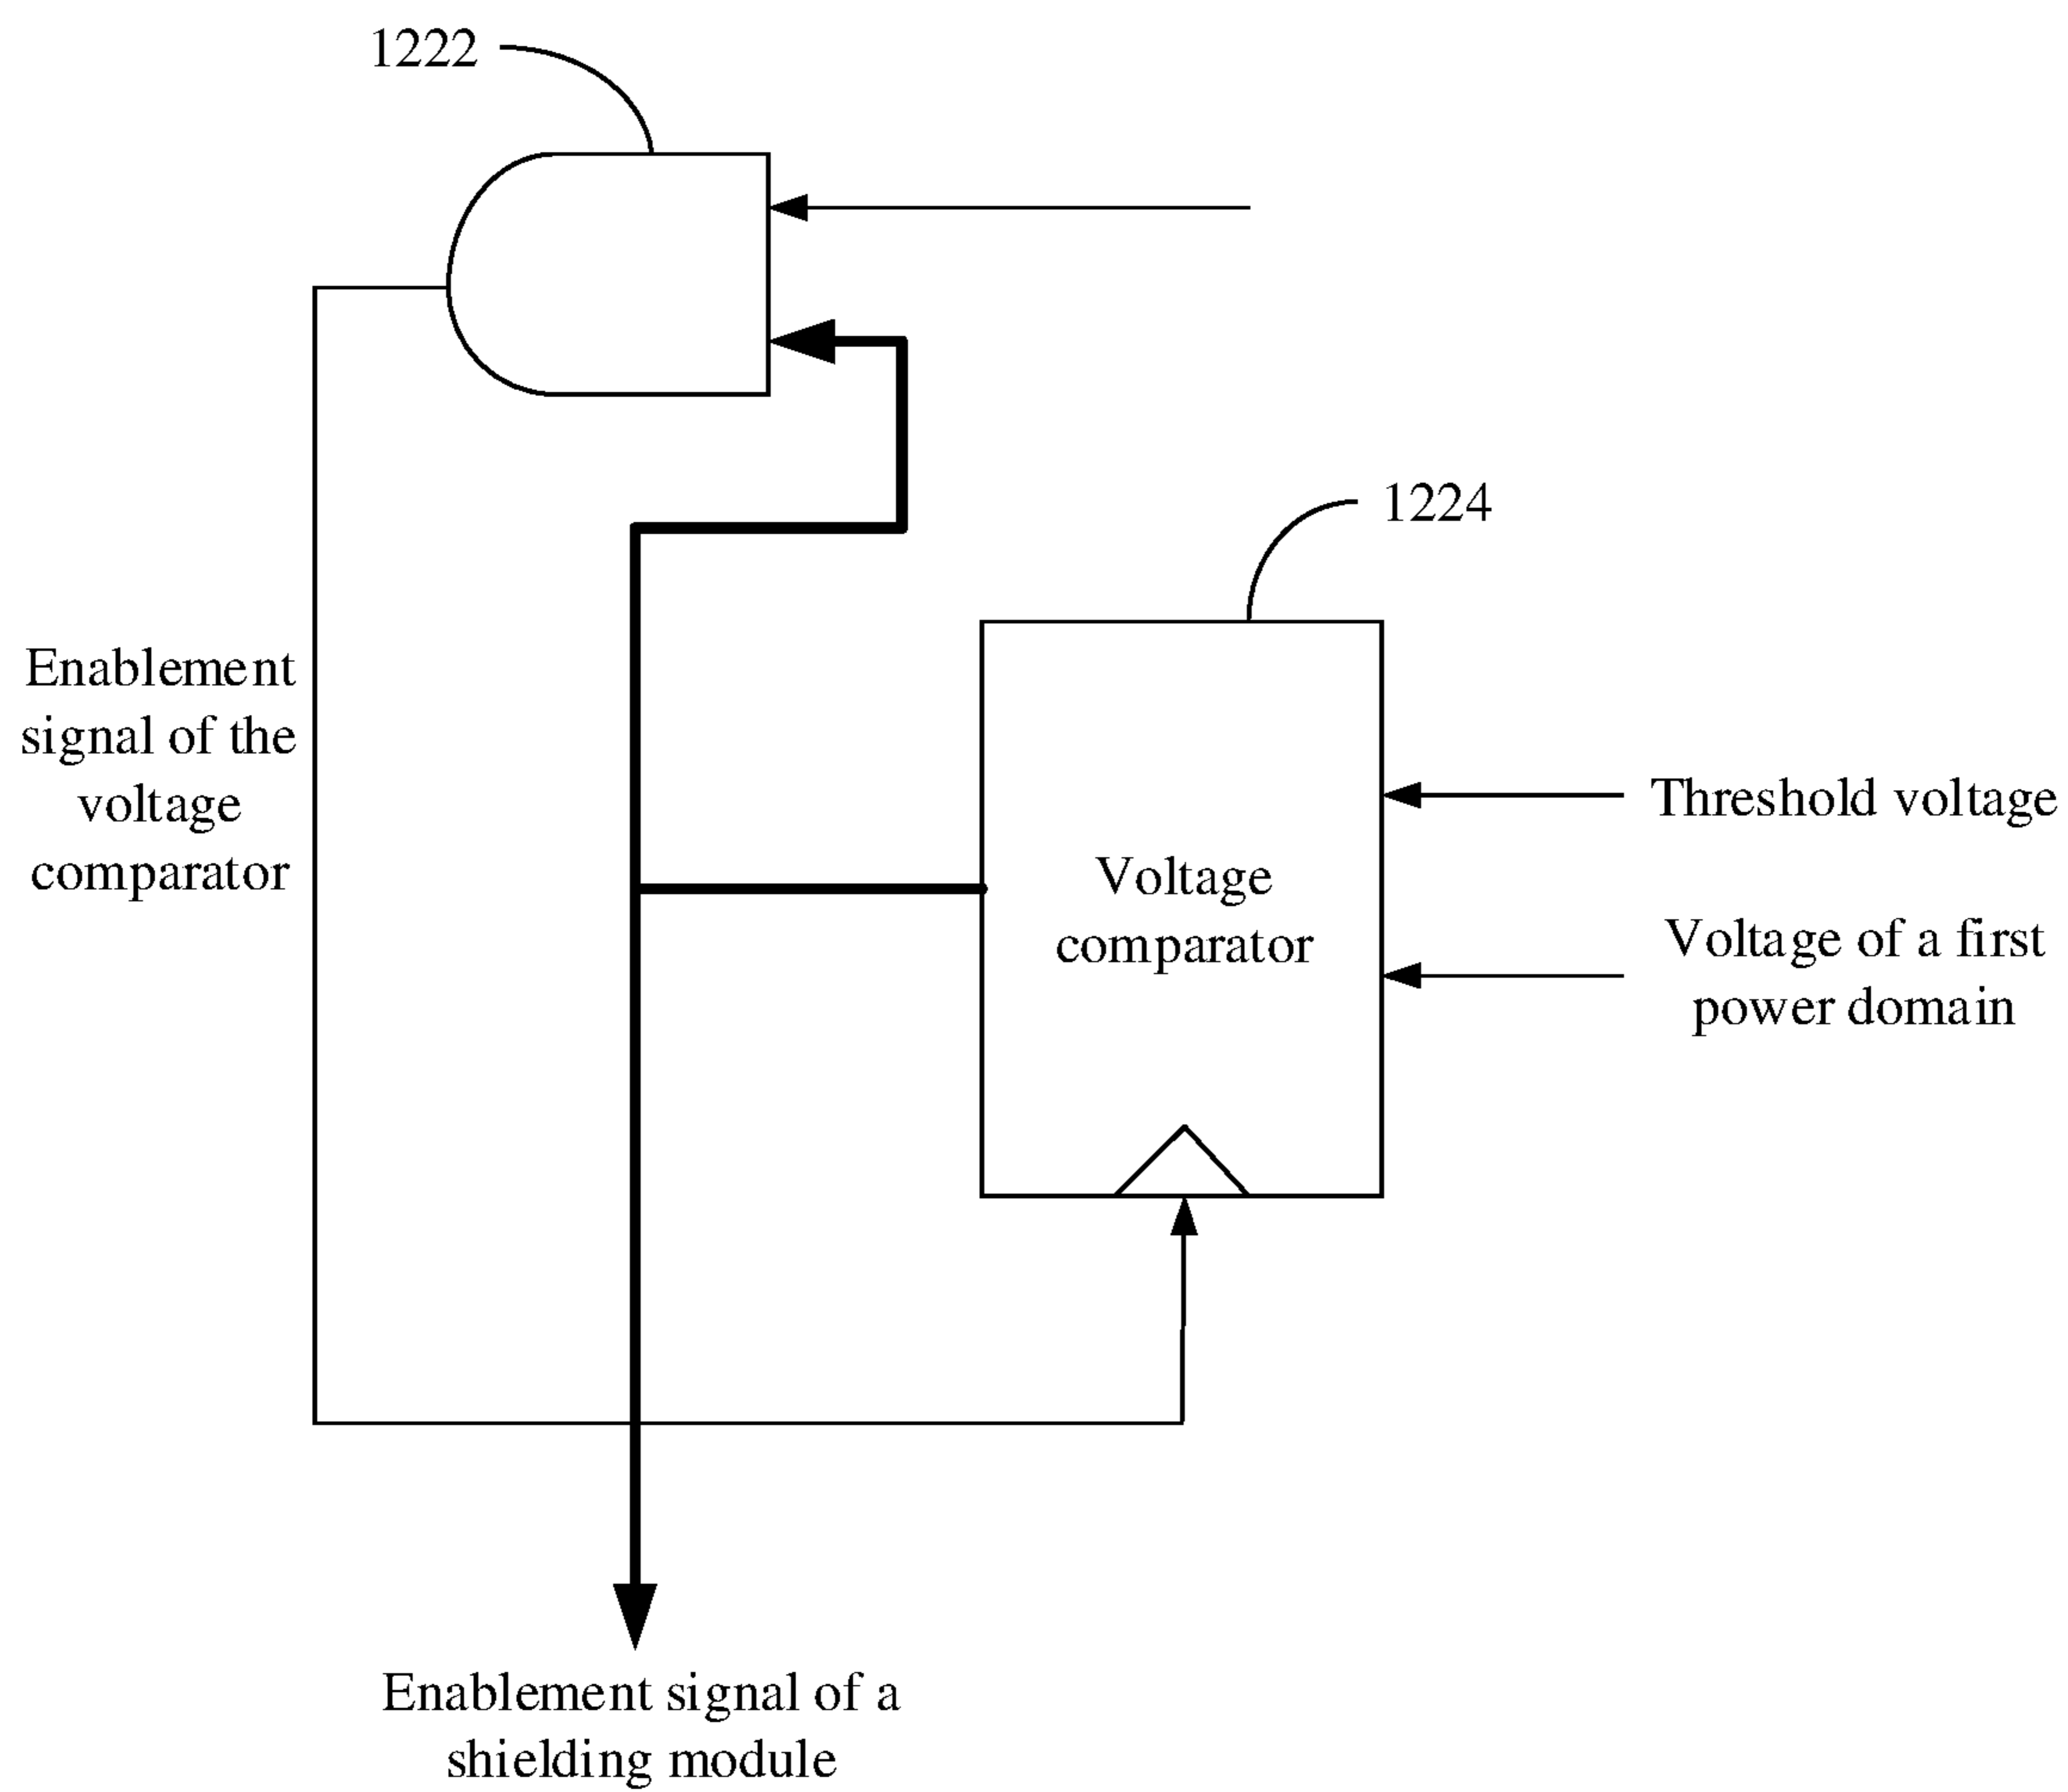 1222
1224
Enablement
signal of the
voltage
comparator
Threshold voltage
Voltage
comparator
Voltage of a first
power domain
Enablement signal of a
shielding module